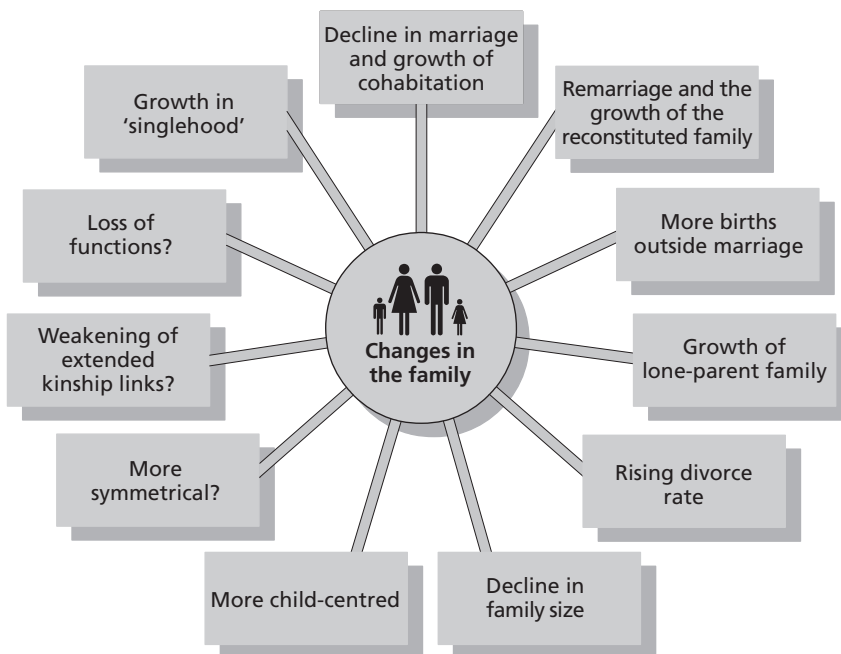 Decline in marriage
and growth of
cohabitation
Remarriage and the
growth of the
reconstituted family
More births
outside marriage
Growth of
lone-parent family
Rising divorce
rate
Decline in
family size
More child-centred
More
symmetrical?
Weakening of
extended
kinship links?
Loss of
functions?
Growth in
‘singlehood’
Changes in
the family